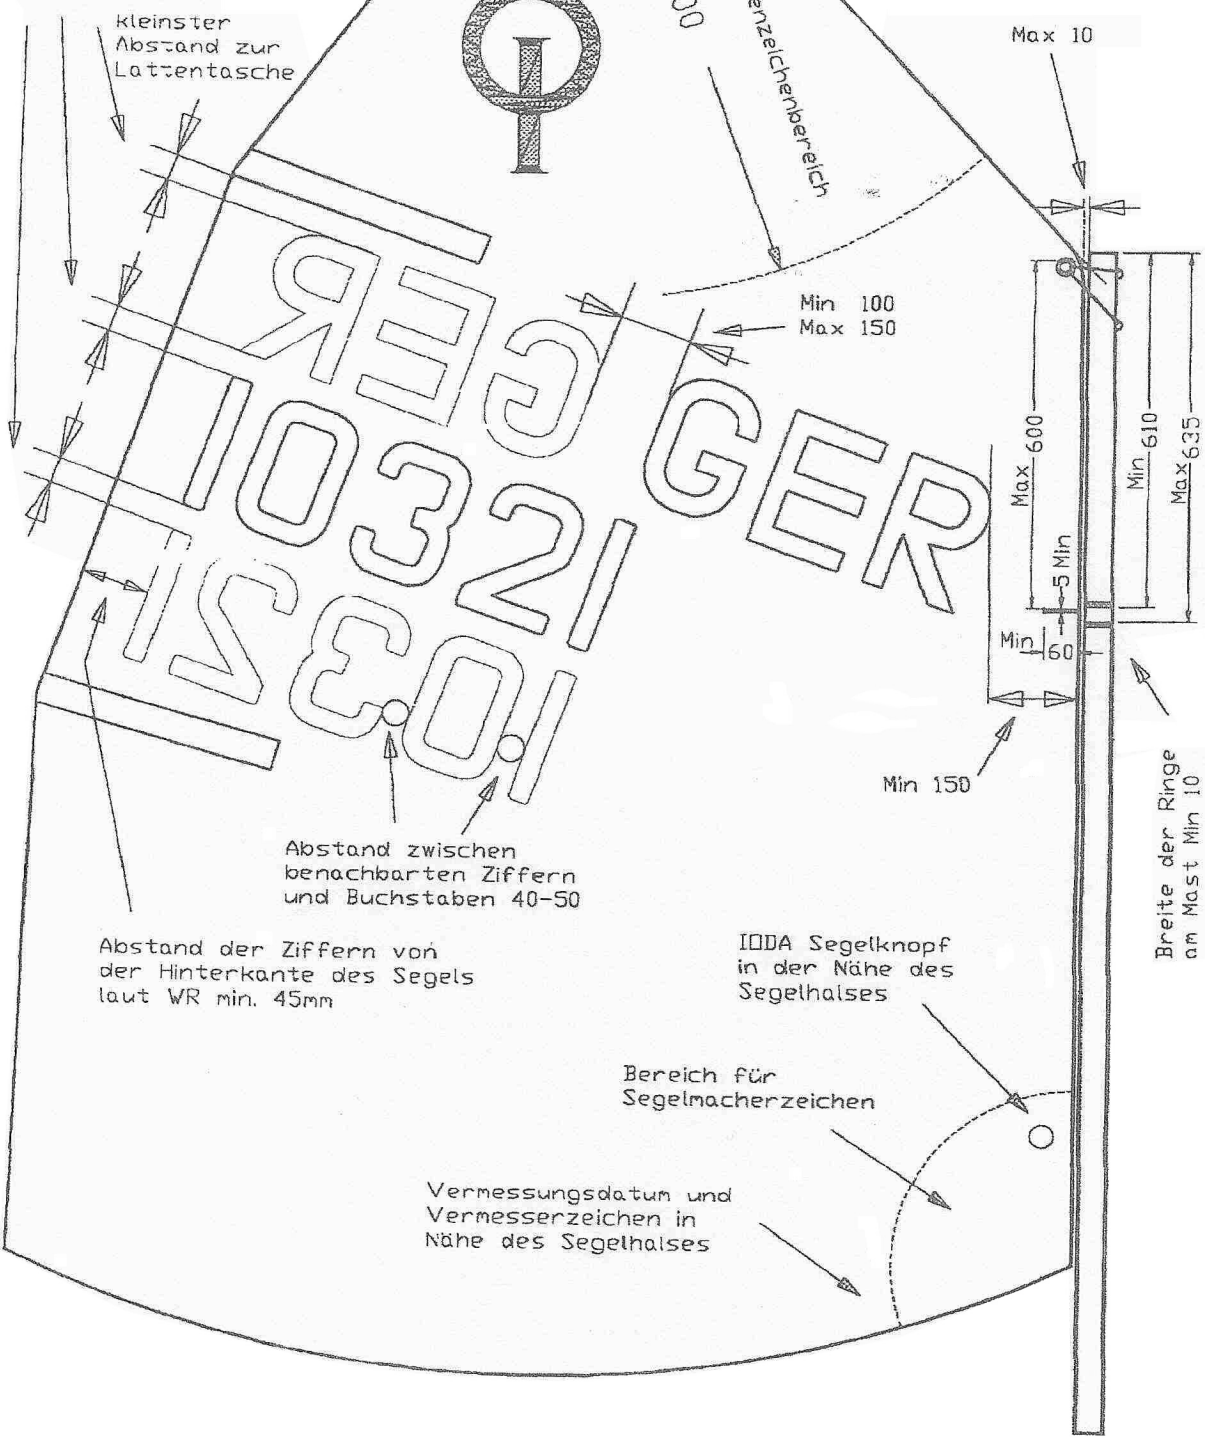 kleinster
Abstand zur
Lattentasche
Max 10
Min 100
Max 150
GER
10321
GER
10321
Max 600
Min 610
Max 635
5 Min
Min 60
Min 150
Breite der Ringe
am Mast Min 10
Abstand zwischen
benachbarten Ziffern
und Buchstaben 40-50
Abstand der Ziffern von
der Hinterkante des Segels
laut WR min. 45mm
IODA Segelknopf
in der Nähe des
Segelhalses
Bereich für
Segelmacherzeichen
Vermessungsdatum und
Vermesserzeichen in
Nähe des Segelhalses